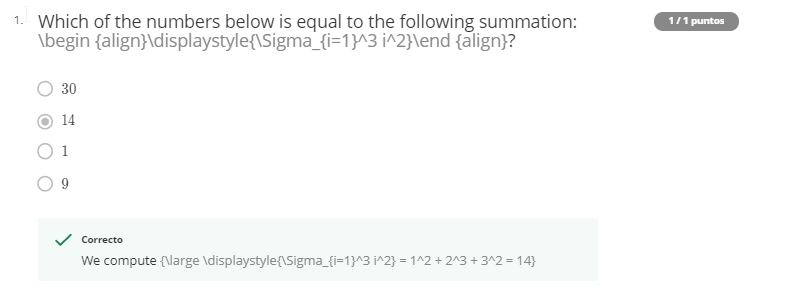 1. Which of the numbers below is equal to the following summation: 1 / 1 puntos
\begin {align}\displaystyle{\Sigma_{i=1}^3 i^2}\end {align}?
30
14
1
9
Correcto
We compute {\large \displaystyle{\Sigma_{i=1}^3 i^2} = 1^2 + 2^3 + 3^2 = 14}